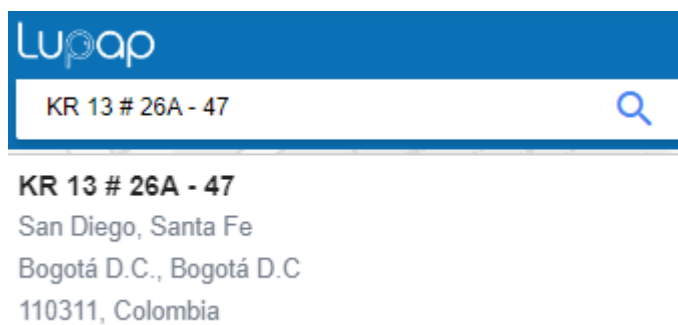 Lupap
KR 13 # 26A - 47
KR 13 # 26A - 47
San Diego, Santa Fe
Bogotá D.C., Bogotá D.C
110311, Colombia